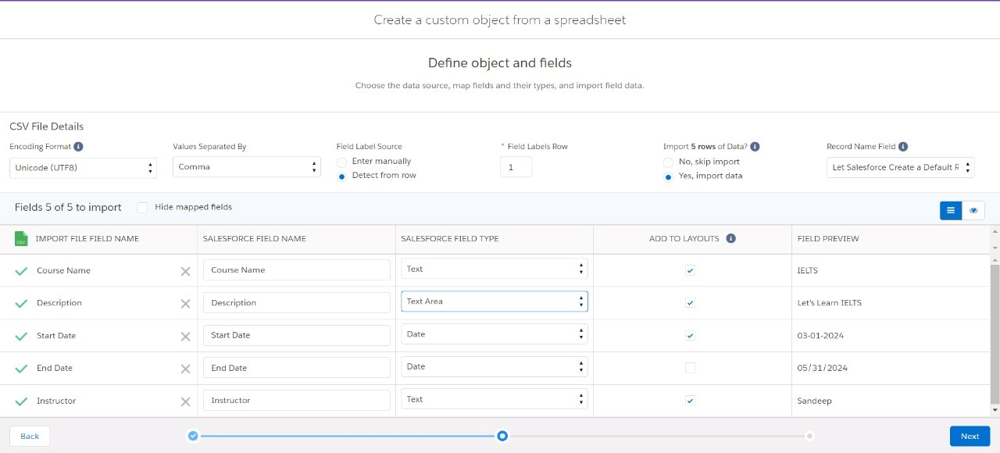 Create a custom object from a spreadsheet
Define object and fields
Choose the data source, map fields and their types, and import field data.
CSV File Details
Encoding Format
Unicode (UTF8)
Values Separated By
Comma
Field Label Source
Enter manually
Detect from row
* Field Labels Row
1
Import 5 rows of Data?
No, skip import
Yes, import data
Record Name Field
Let Salesforce Create a Default R
Fields 5 of 5 to import
Hide mapped fields
CSV IMPORT FILE FIELD NAME SALESFORCE FIELD NAME SALESFORCE FIELD TYPE ADD TO LAYOUTS FIELD PREVIEW
Course Name Course Name Text IELTS
Description Description Text Area Let's Learn IELTS
Start Date Start Date Date 03-01-2024
End Date End Date Date 05/31/2024
Instructor Instructor Text Sandeep
Back
Next